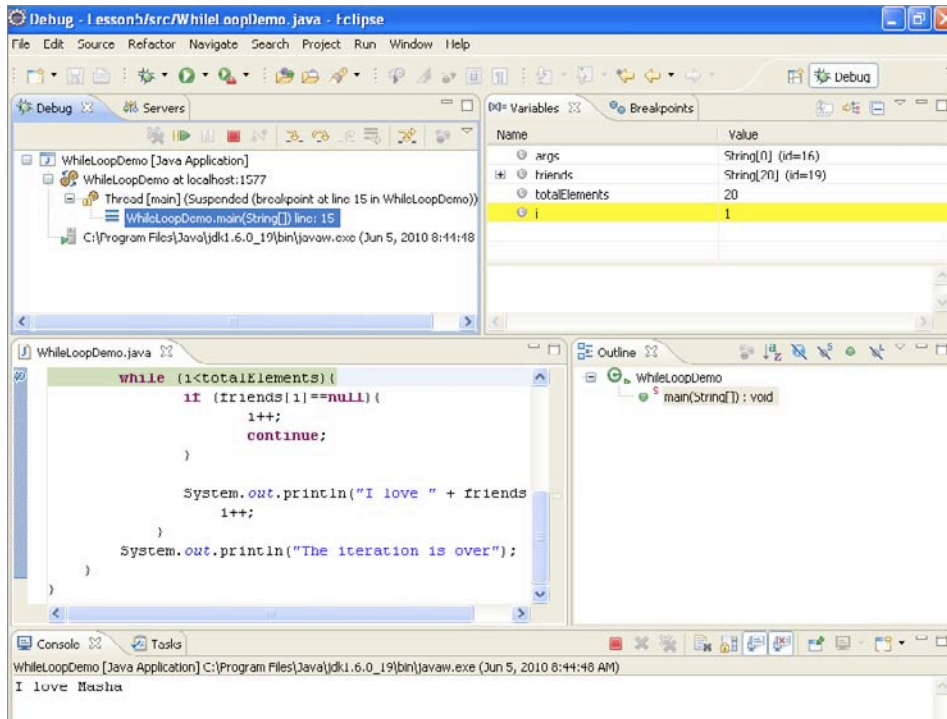 Debug - Lesson5/src/WhileLoopDemo.java - Eclipse
File Edit Source Refactor Navigate Search Project Run Window Help
Debug
Debug Servers
WhileLoopDemo [Java Application]
WhileLoopDemo at localhost:1577
Thread [main] (Suspended (breakpoint at line 15 in WhileLoopDemo))
WhileLoopDemo.main(String[]) line: 15
C:\Program Files\Java\jdk1.6.0_19\bin\javaw.exe (Jun 5, 2010 8:44:48
(x)= Variables Breakpoints
Name Value
args String[0] (id=16)
friends String[20] (id=19)
totalElements 20
i 1
WhileLoopDemo.java
while (i<totalElements){
if (friends[i]==null){
i++;
continue;
}
System.out.println("I love " + friends
i++;
}
System.out.println("The iteration is over");
}
}
Outline
WhileLoopDemo
main(String[]) : void
Console Tasks
WhileLoopDemo [Java Application] C:\Program Files\Java\jdk1.6.0_19\bin\javaw.exe (Jun 5, 2010 8:44:48 AM)
I love Masha